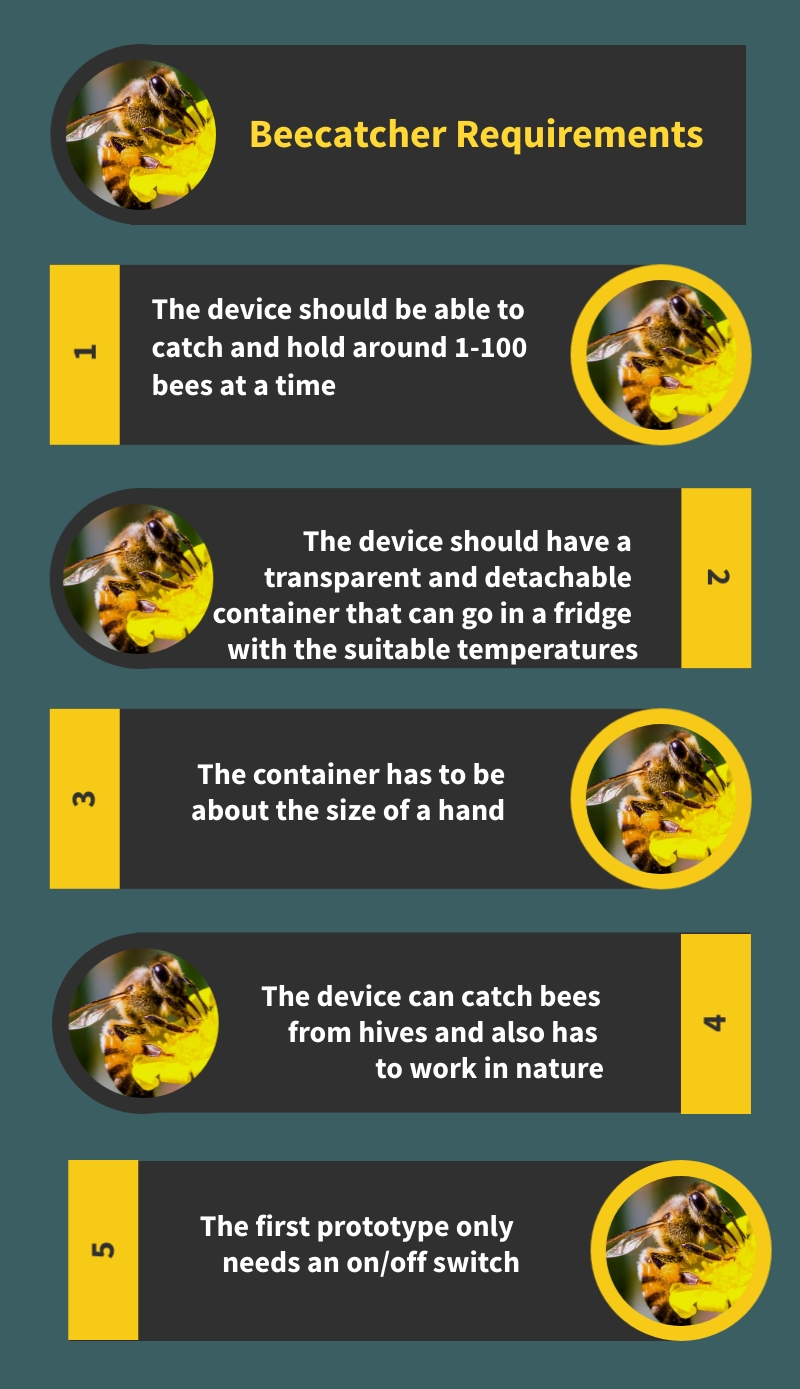 Beecatcher Requirements
1
The device should be able to
catch and hold around 1-100
bees at a time
The device should have a
transparent and detachable
container that can go in a fridge
with the suitable temperatures
2
3
The container has to be
about the size of a hand
The device can catch bees
from hives and also has
to work in nature
4
5
The first prototype only
needs an on/off switch